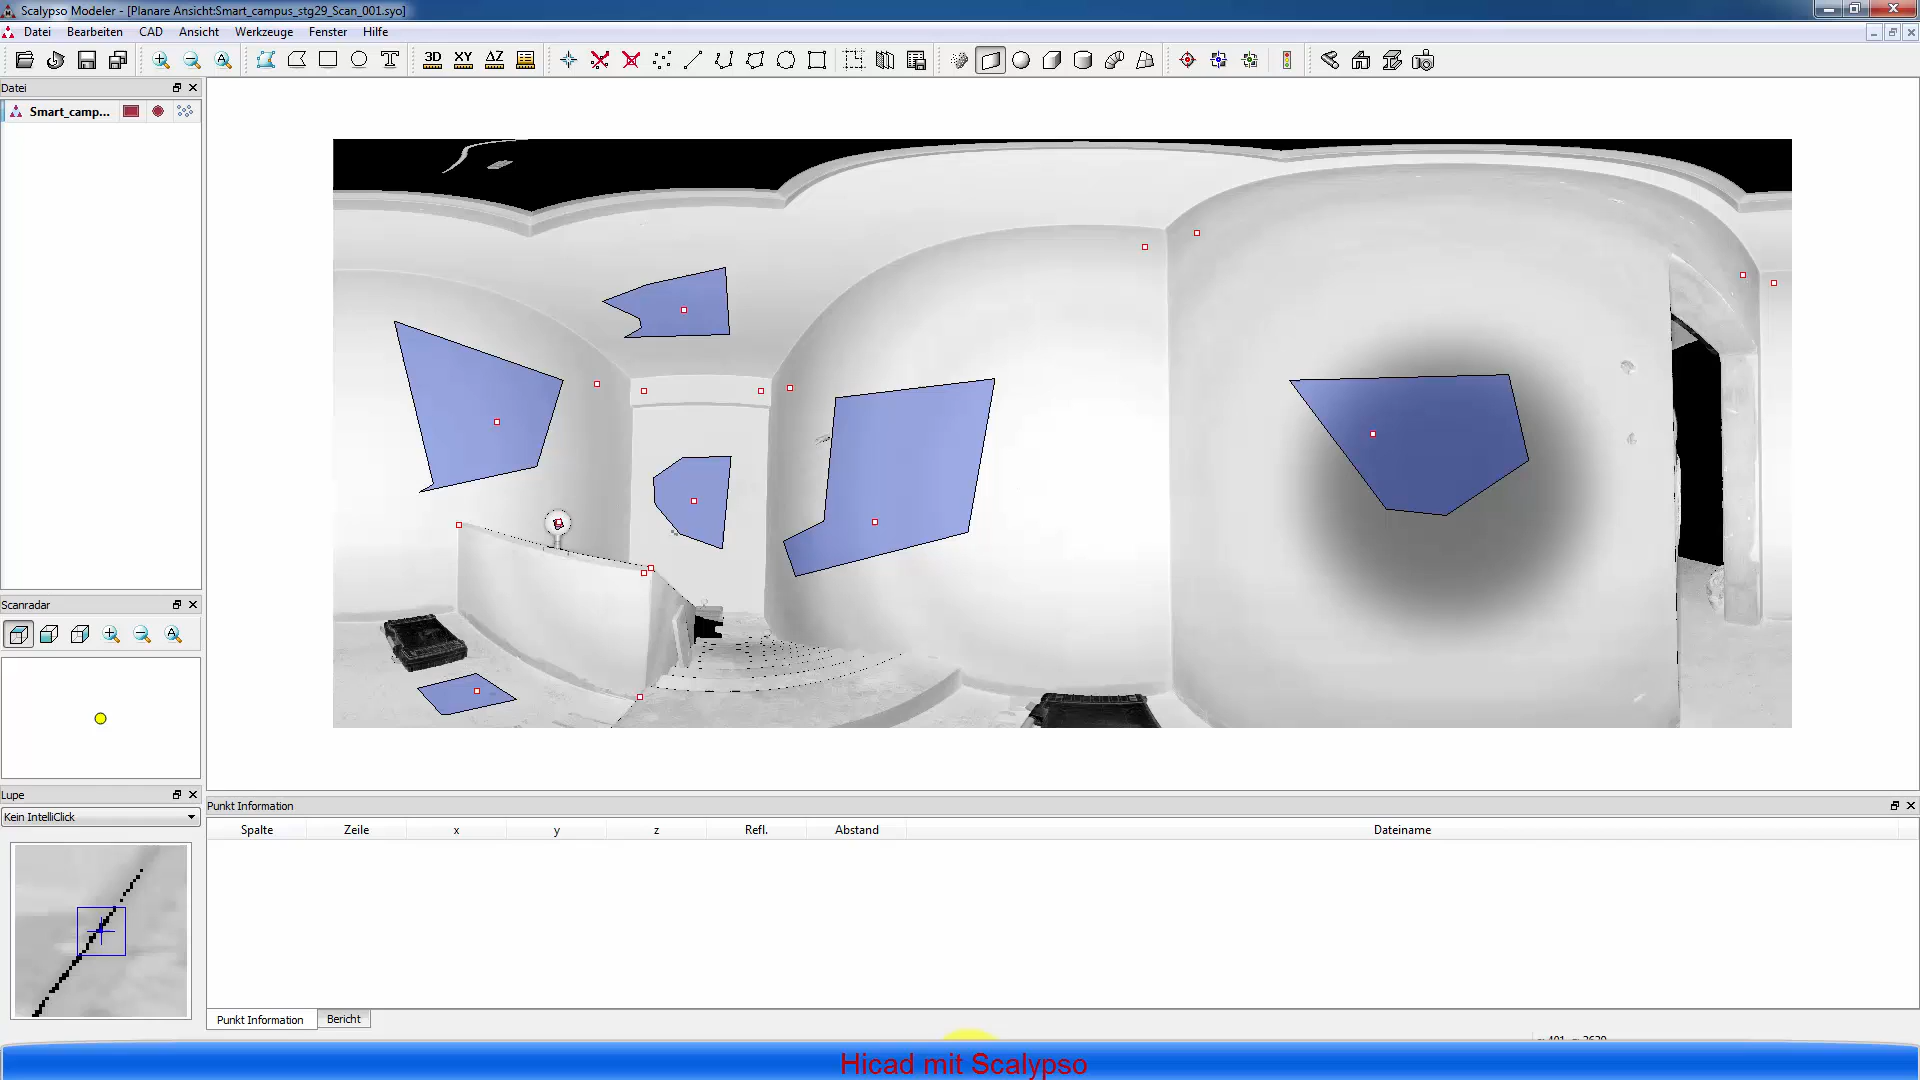 Scalypso Modeler - [Planare Ansicht:Smart_campus_stg29_Scan_001.syo]
Datei Bearbeiten CAD Ansicht Werkzeuge Fenster Hilfe
3D XY ΔZ
Datei
Smart_camp...
Scanradar
Lupe
Kein IntelliClick
Punkt Information
Spalte Zeile x y z Refl. Abstand Dateiname
Punkt Information Bericht
Hicad mit Scalypso